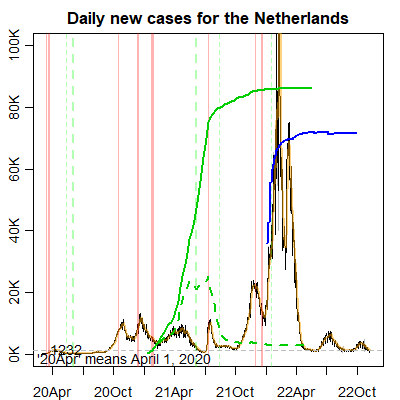 Daily new cases for the Netherlands
100K
80K
60K
40K
20K
0K
1232
'20Apr' means April 1, 2020
20Apr 20Oct 21Apr 21Oct 22Apr 22Oct